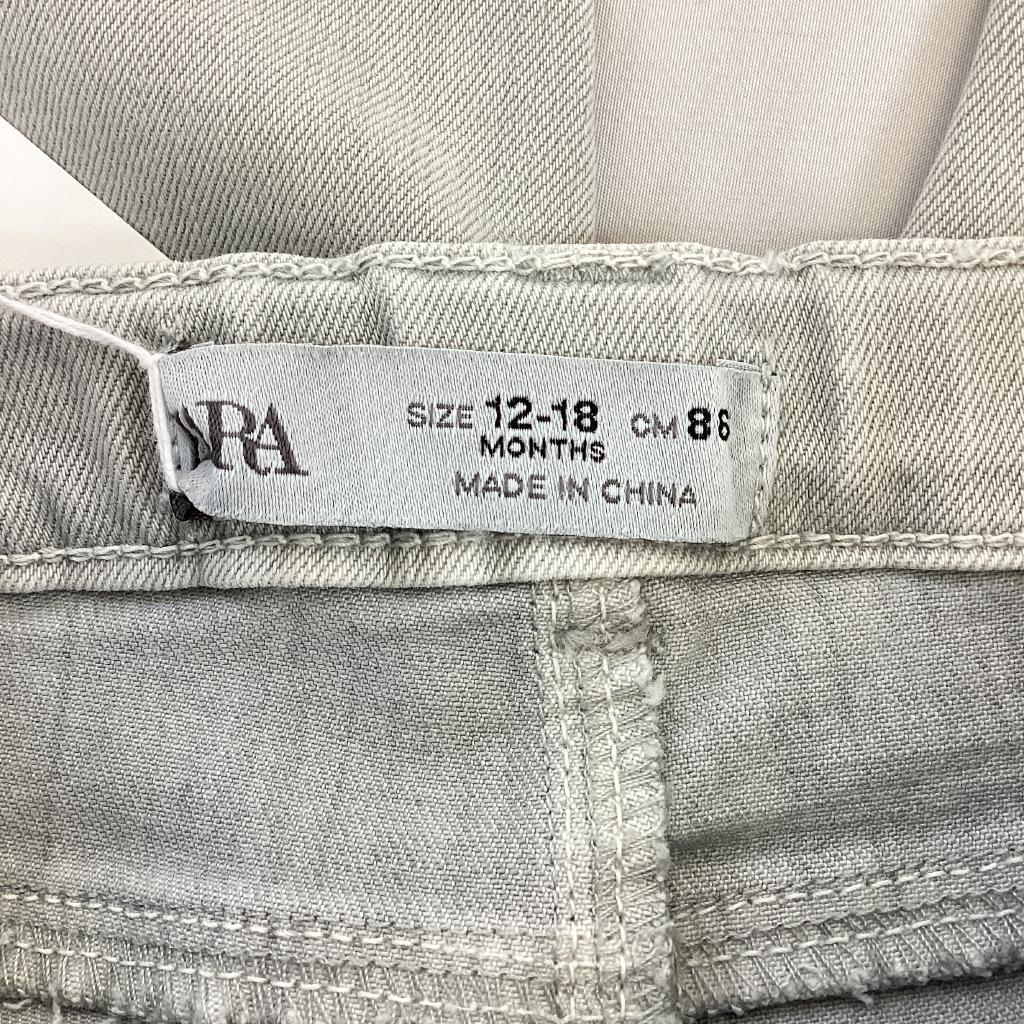 RA
SIZE 12-18 CM 86
MONTHS
MADE IN CHINA